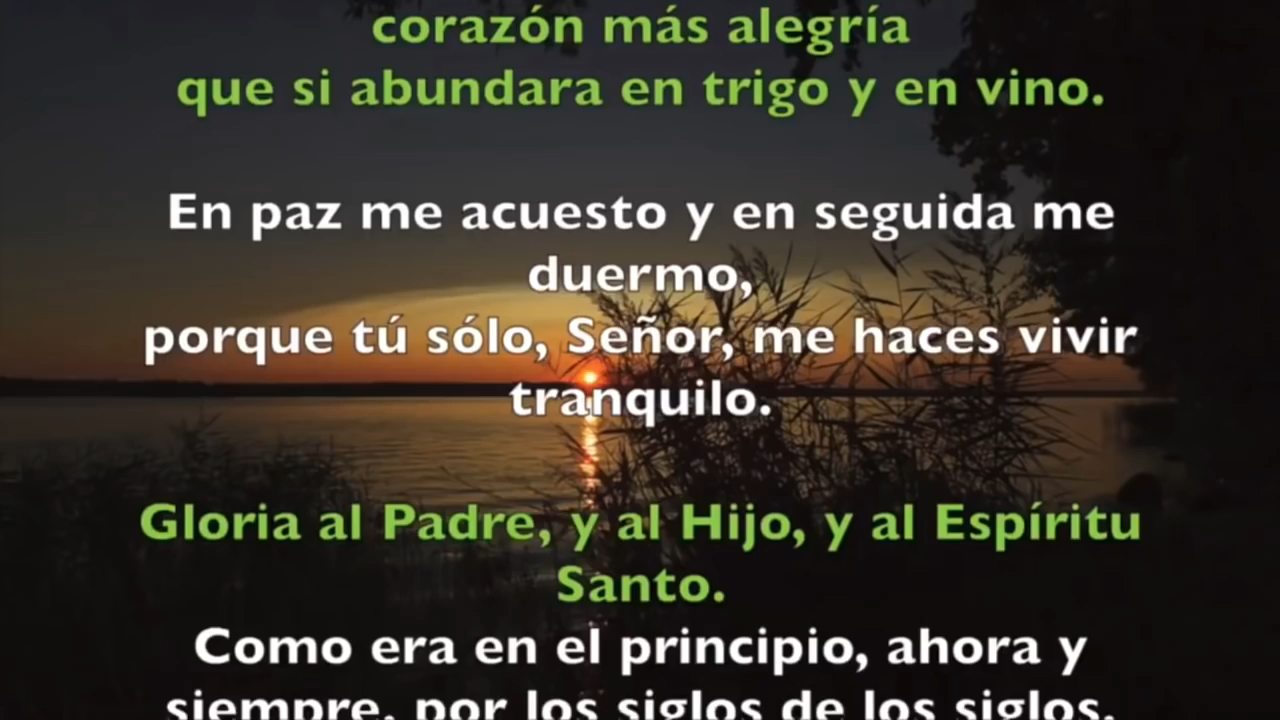 corazón más alegría
que si abundara en trigo y en vino.
En paz me acuesto y en seguida me
duermo,
porque tú sólo, Señor, me haces vivir
tranquilo.
Gloria al Padre, y al Hijo, y al Espíritu
Santo.
Como era en el principio, ahora y
siempre, por los siglos de los siglos.